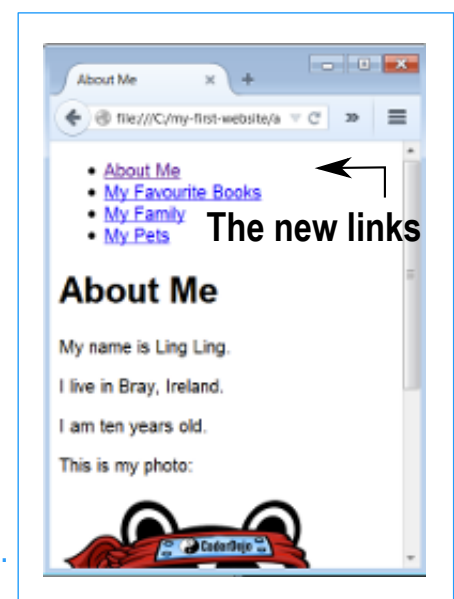 About Me
file:///C:/my-first-website/a
About Me
My Favourite Books
My Family
My Pets
The new links
About Me
My name is Ling Ling.
I live in Bray, Ireland.
I am ten years old.
This is my photo:
CoderDojo